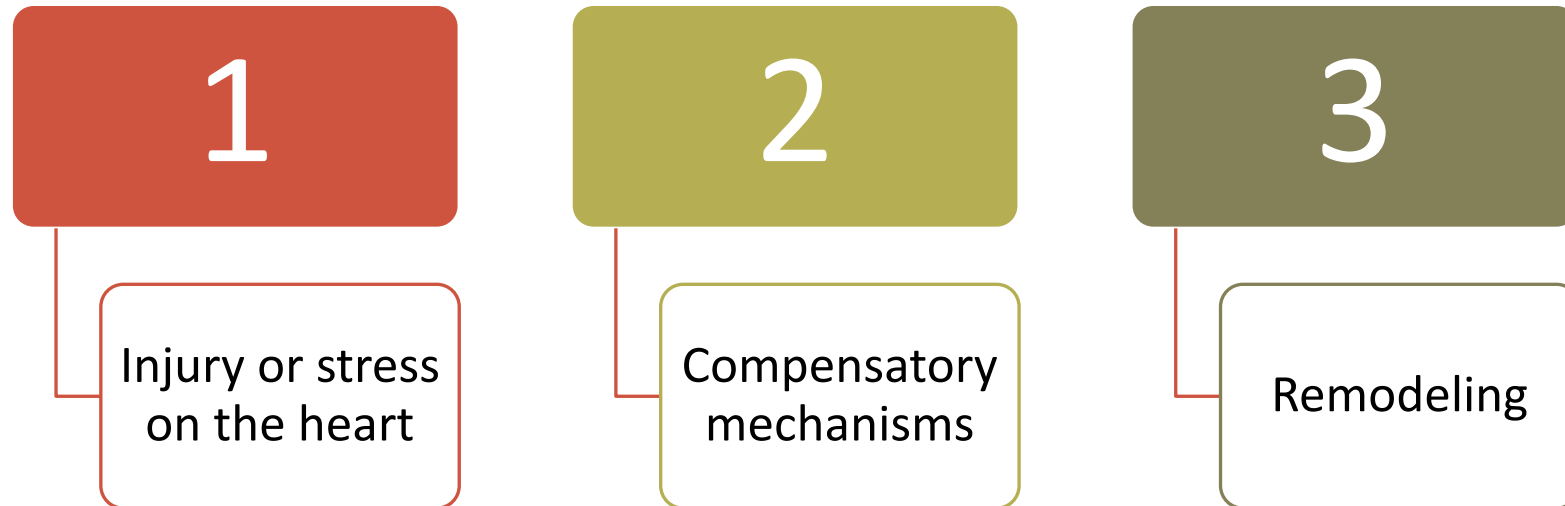 1
2
3
Injury or stress
on the heart
Compensatory
mechanisms
Remodeling